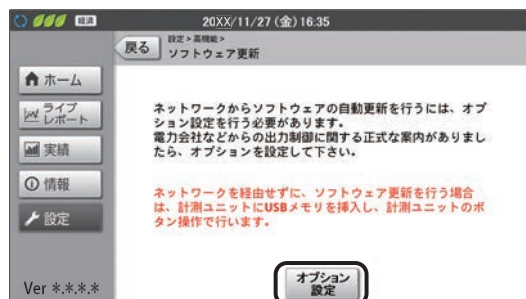 経済
20XX/11/27 (金) 16:35
戻る
設定 > 高機能 >
ソフトウェア更新
ホーム
ライブ
レポート
実績
情報
設定
ネットワークからソフトウェアの自動更新を行うには、オプ
ション設定を行う必要があります。
電力会社などからの出力制御に関する正式な案内がありまし
たら、オプションを設定して下さい。
ネットワークを経由せずに、ソフトウェア更新を行う場合
は、計測ユニットにUSBメモリを挿入し、計測ユニットのボ
タン操作で行います。
オプション
設定
Ver *.*.*.*